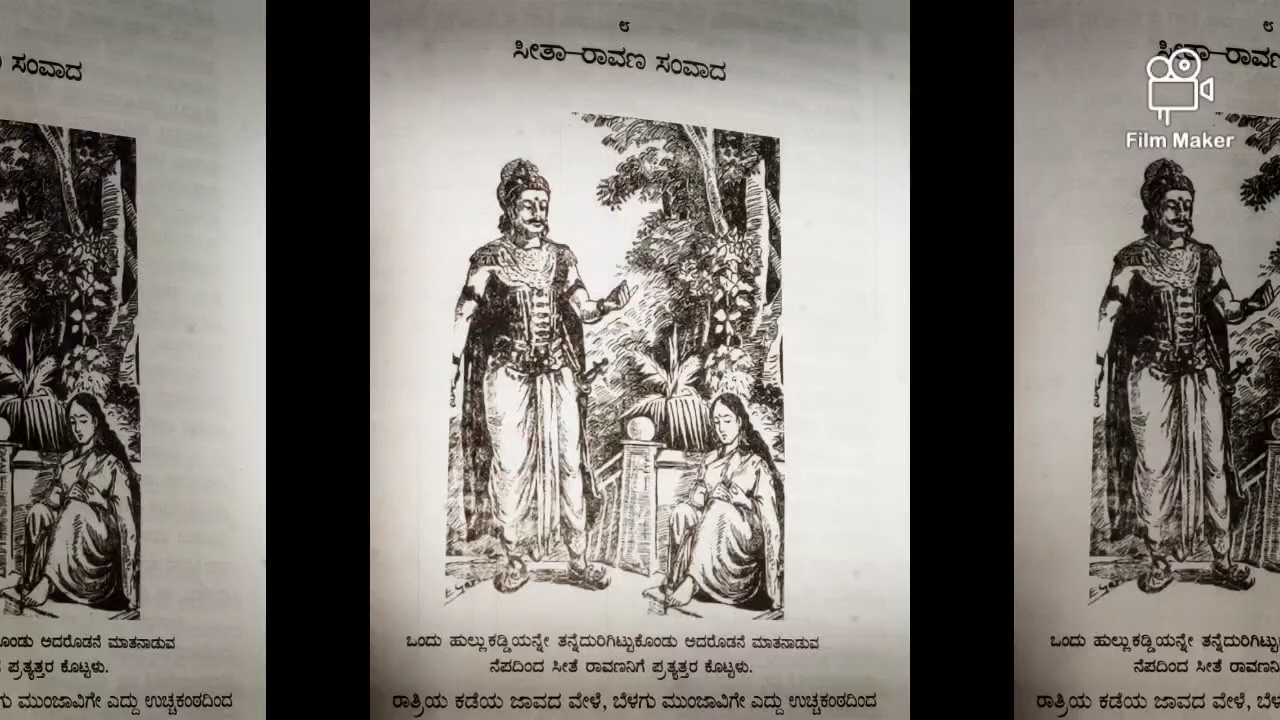 ೮
ಸೀತಾ—ರಾವಣ ಸಂವಾದ
ಒಂದು ಹುಲ್ಲುಕಡ್ಡಿಯನ್ನೇ ತನ್ನೆದುರಿಗಿಟ್ಟುಕೊಂಡು ಅದರೊಡನೆ ಮಾತನಾಡುವ
ನೆಪದಿಂದ ಸೀತೆ ರಾವಣನಿಗೆ ಪ್ರತ್ಯುತ್ತರ ಕೊಟ್ಟಳು.
ರಾತ್ರಿಯ ಕಡೆಯ ಜಾವದ ವೇಳೆ, ಬೆಳಗು ಮುಂಜಾವಿಗೇ ಎದ್ದು ಉಚ್ಚಕಂಠದಿಂದ
Film Maker